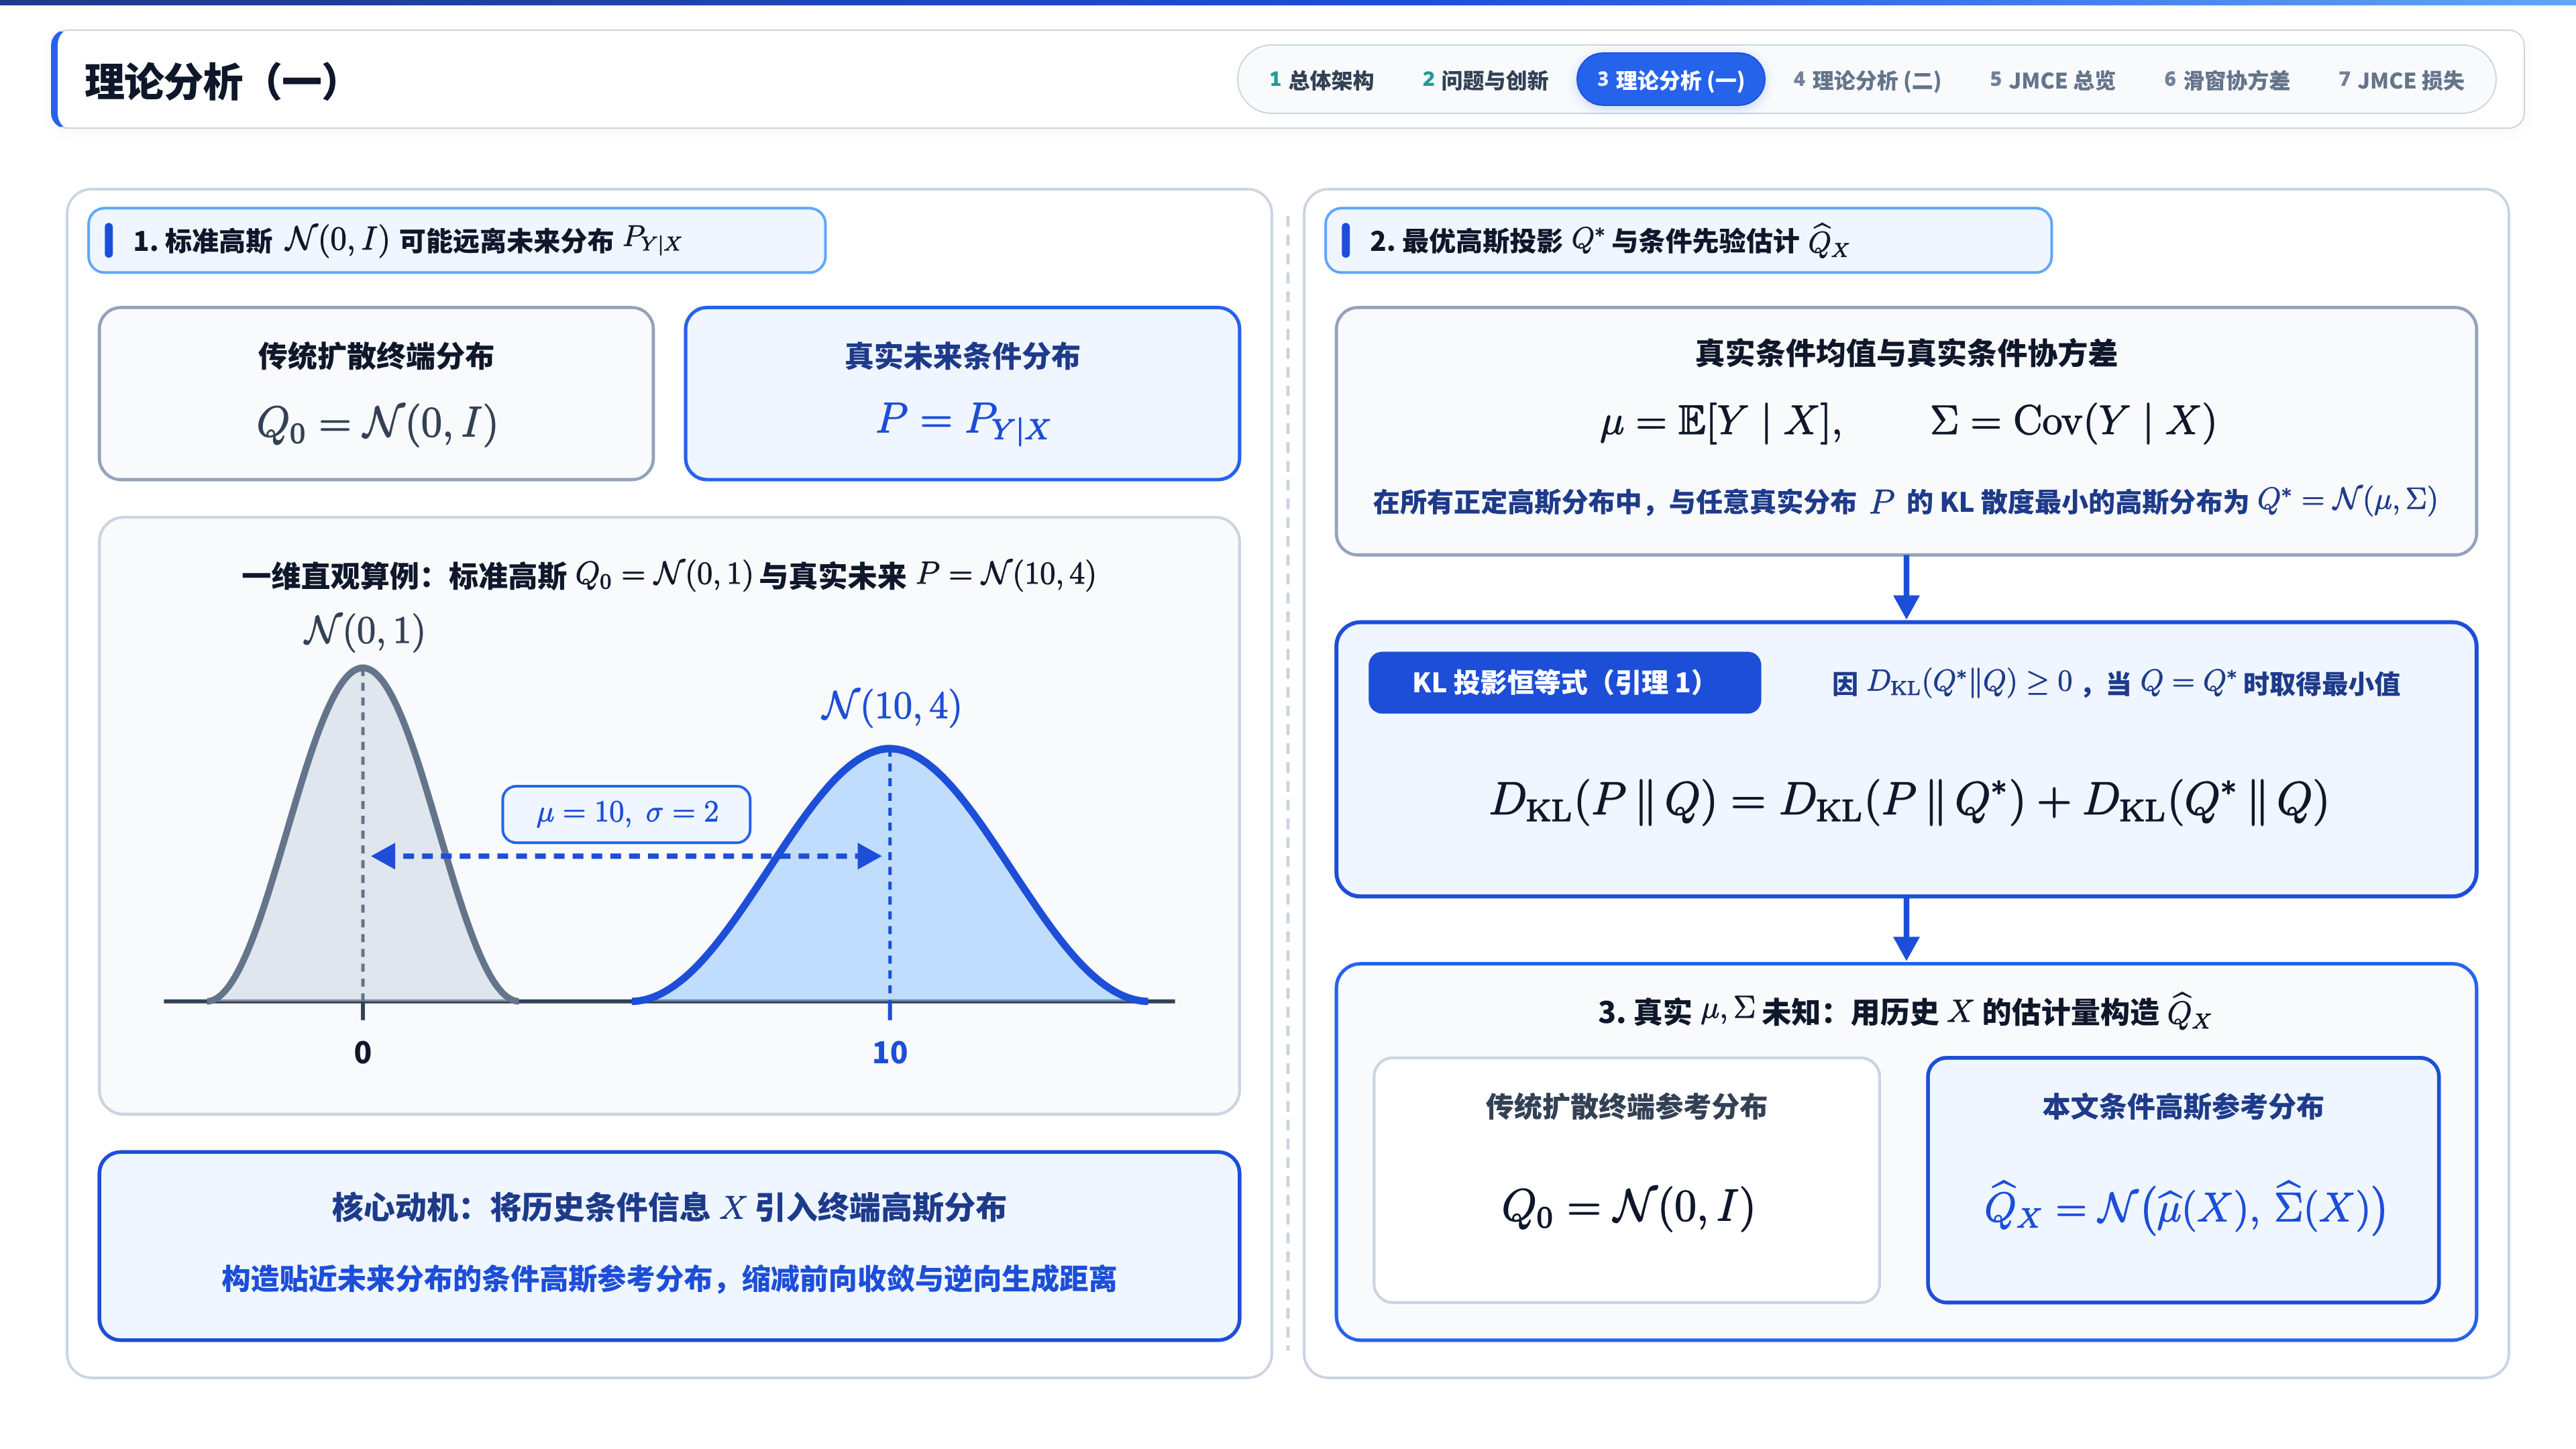 理论分析（一）
1 总体架构 2 问题与创新 3 理论分析 (一) 4 理论分析 (二) 5 JMCE 总览 6 滑窗协方差 7 JMCE 损失
1. 标准高斯 𝒩(0, I) 可能远离未来分布 P_{Y|X}
传统扩散终端分布
Q₀ = 𝒩(0, I)
真实未来条件分布
P = P_{Y|X}
一维直观算例：标准高斯 Q₀ = 𝒩(0, 1) 与真实未来 P = 𝒩(10, 4)
𝒩(0, 1)
𝒩(10, 4)
μ = 10, σ = 2
0
10
核心动机：将历史条件信息 X 引入终端高斯分布
构造贴近未来分布的条件高斯参考分布，缩减前向收敛与逆向生成距离
2. 最优高斯投影 Q* 与条件先验估计 Q̂_X
真实条件均值与真实条件协方差
μ = 𝔼[Y | X], Σ = Cov(Y | X)
在所有正定高斯分布中，与任意真实分布 P 的 KL 散度最小的高斯分布为 Q* = 𝒩(μ, Σ)
KL 投影恒等式（引理 1）
因 D_{KL}(Q*‖Q) ≥ 0 ，当 Q = Q* 时取得最小值
D_{KL}(P ‖ Q) = D_{KL}(P ‖ Q*) + D_{KL}(Q* ‖ Q)
3. 真实 μ, Σ 未知：用历史 X 的估计量构造 Q̂_X
传统扩散终端参考分布
Q₀ = 𝒩(0, I)
本文条件高斯参考分布
Q̂_X = 𝒩(μ̂(X), Σ̂(X))